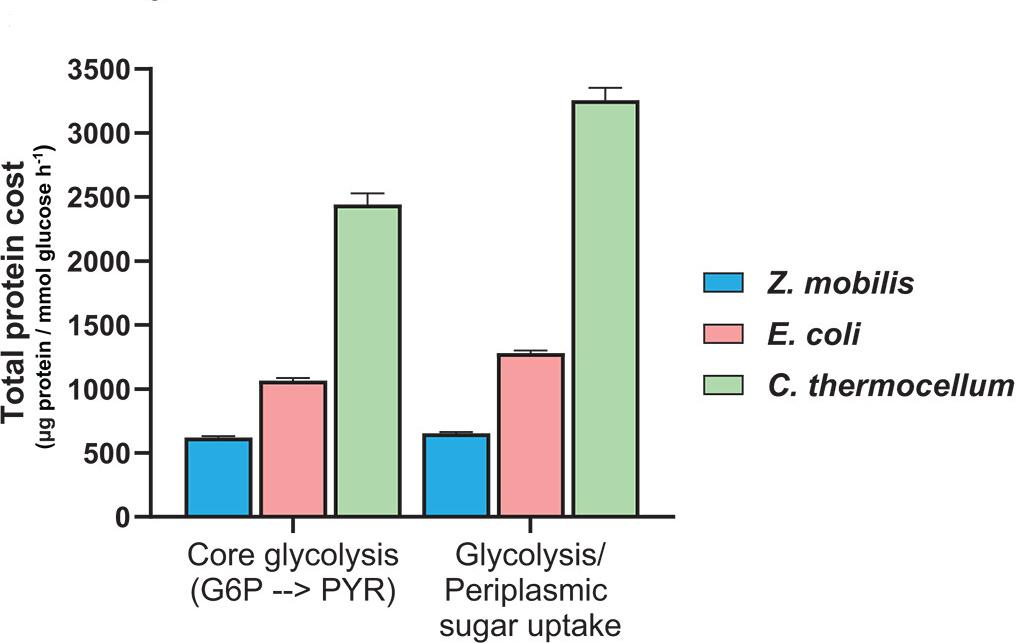 Total protein cost
(µg protein / mmol glucose h⁻¹)
3500
3000
2500
2000
1500
1000
500
0
Core glycolysis
(G6P --> PYR)
Glycolysis/
Periplasmic
sugar uptake
Z. mobilis
E. coli
C. thermocellum